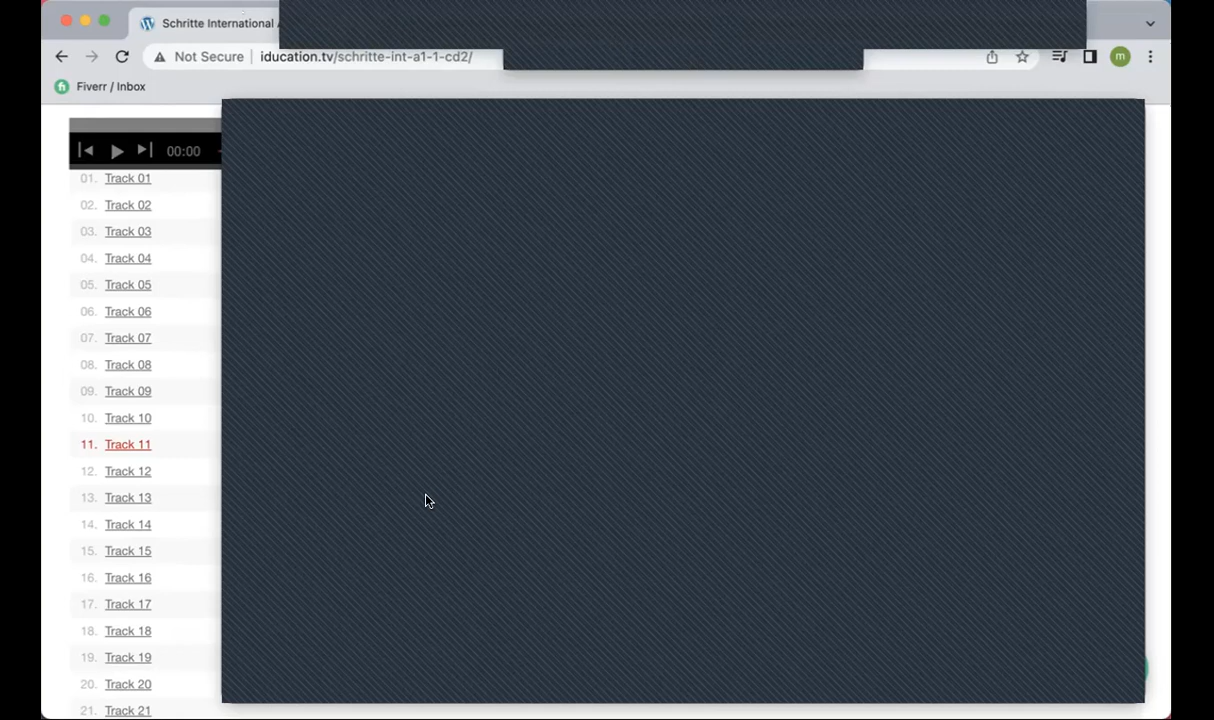 Schritte International
Not Secure iducation.tv/schritte-int-a1-1-cd2/
m
Fiverr / Inbox
00:00
01. Track 01
02. Track 02
03. Track 03
04. Track 04
05. Track 05
06. Track 06
07. Track 07
08. Track 08
09. Track 09
10. Track 10
11. Track 11
12. Track 12
13. Track 13
14. Track 14
15. Track 15
16. Track 16
17. Track 17
18. Track 18
19. Track 19
20. Track 20
21. Track 21